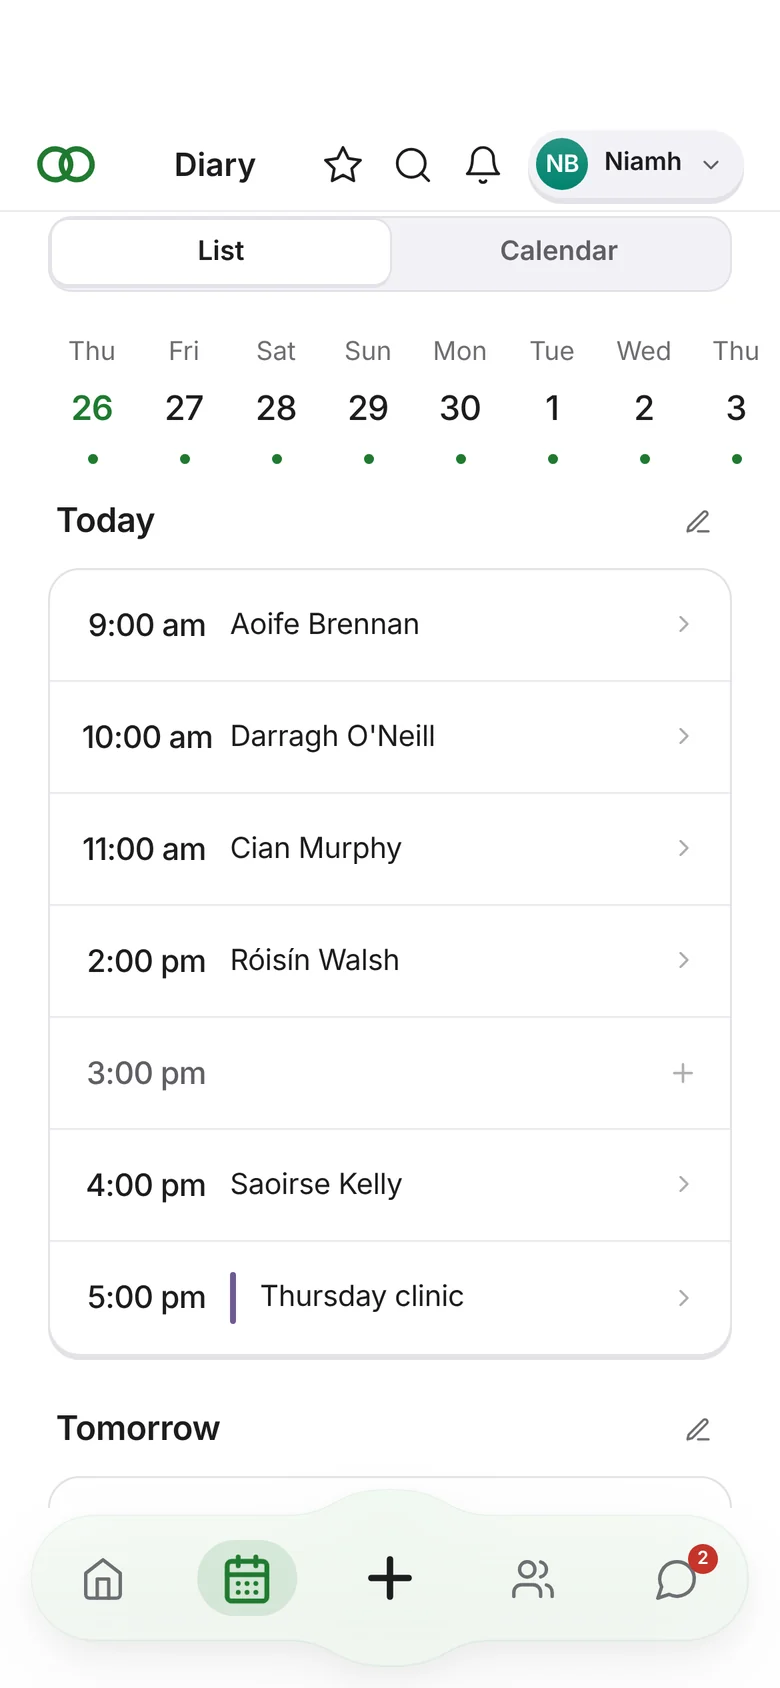 Diary
NB
Niamh
List
Calendar
Thu Fri Sat Sun Mon Tue Wed Thu
26 27 28 29 30 1 2 3
Today
9:00 am Aoife Brennan
10:00 am Darragh O'Neill
11:00 am Cian Murphy
2:00 pm Róisín Walsh
3:00 pm
4:00 pm Saoirse Kelly
5:00 pm Thursday clinic
Tomorrow
2